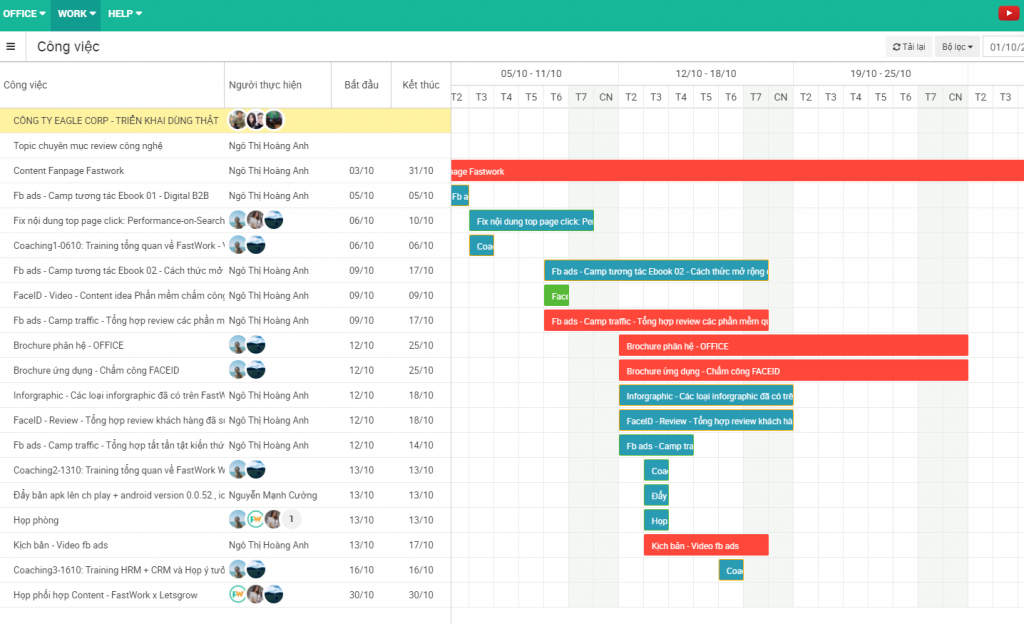 OFFICE WORK HELP
Công việc
Tải lại Bộ lọc 01/10/2
Công việc Người thực hiện Bắt đầu Kết thúc
05/10 - 11/10 12/10 - 18/10 19/10 - 25/10
T2 T3 T4 T5 T6 T7 CN T2 T3 T4 T5 T6 T7 CN T2 T3 T4 T5 T6 T7 CN T2 T3
CÔNG TY EAGLE CORP - TRIỂN KHAI DÙNG THẬT
Topic chuyên mục review công nghệ Ngô Thị Hoàng Anh
Content Fanpage Fastwork Ngô Thị Hoàng Anh 03/10 31/10 page Fastwork
Fb ads - Camp tương tác Ebook 01 - Digital B2B Ngô Thị Hoàng Anh 05/10 05/10 Fb a
Fix nội dung top page click: Performance-on-Search 06/10 10/10 Fix nội dung top page click: Per
Coaching1-0610: Training tổng quan về FastWork - 06/10 06/10 Coa
Fb ads - Camp tương tác Ebook 02 - Cách thức mở Ngô Thị Hoàng Anh 09/10 17/10 Fb ads - Camp tương tác Ebook 02 - Cách thức mở rộng
FaceID - Video - Content idea Phần mềm chấm công Ngô Thị Hoàng Anh 09/10 09/10 Face
Fb ads - Camp traffic - Tổng hợp review các phần m Ngô Thị Hoàng Anh 09/10 17/10 Fb ads - Camp traffic - Tổng hợp review các phần mềm qu
Brochure phân hệ - OFFICE 12/10 25/10 Brochure phân hệ - OFFICE
Brochure ứng dụng - Chấm công FACEID 12/10 25/10 Brochure ứng dụng - Chấm công FACEID
Inforgraphic - Các loại inforgraphic đã có trên FastW Ngô Thị Hoàng Anh 12/10 18/10 Inforgraphic - Các loại inforgraphic đã có trê
FaceID - Review - Tổng hợp review khách hàng đã s Ngô Thị Hoàng Anh 12/10 18/10 FaceID - Review - Tổng hợp review khách hà
Fb ads - Camp traffic - Tổng hợp tất tần tật kiến thứ Ngô Thị Hoàng Anh 12/10 14/10 Fb ads - Camp tra
Coaching2-1310: Training tổng quan về FastWork W 13/10 13/10 Coa
Đẩy bản apk lên ch play + android version 0.0.52 , ic Nguyễn Mạnh Cường 13/10 13/10 Đẩy
Họp phòng FW 1 13/10 13/10 Họp
Kịch bản - Video fb ads Ngô Thị Hoàng Anh 13/10 17/10 Kịch bản - Video fb ads
Coaching3-1610: Training HRM + CRM và Họp ý tưở 16/10 16/10 Coa
Họp phối hợp Content - FastWork x Letsgrow FW 30/10 30/10